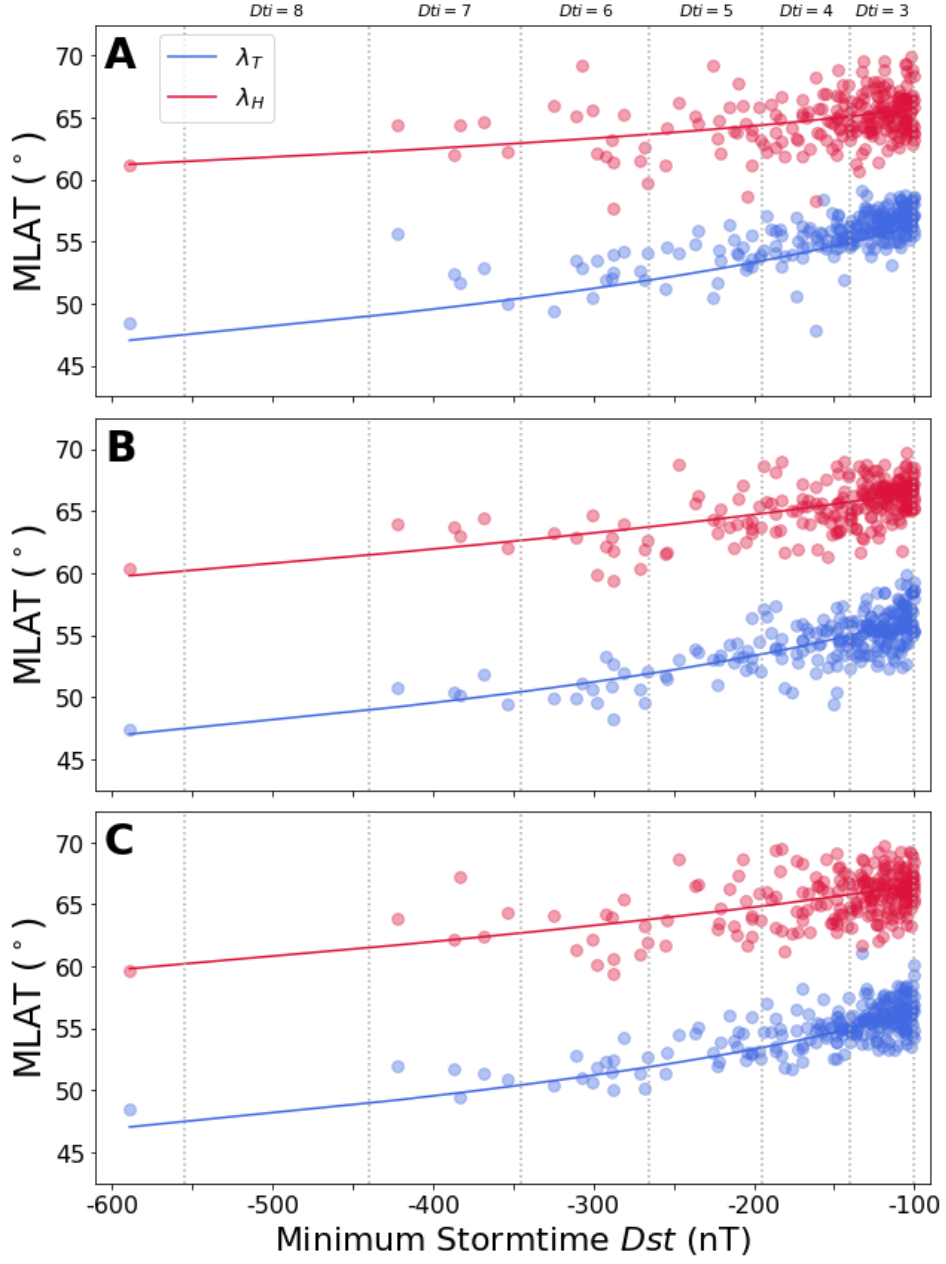 Dti = 8 Dti = 7 Dti = 6 Dti = 5 Dti = 4 Dti = 3
A
λT
λH
70
65
60
55
50
45
MLAT (°)
B
70
65
60
55
50
45
MLAT (°)
C
70
65
60
55
50
45
MLAT (°)
-600 -500 -400 -300 -200 -100
Minimum Stormtime Dst (nT)